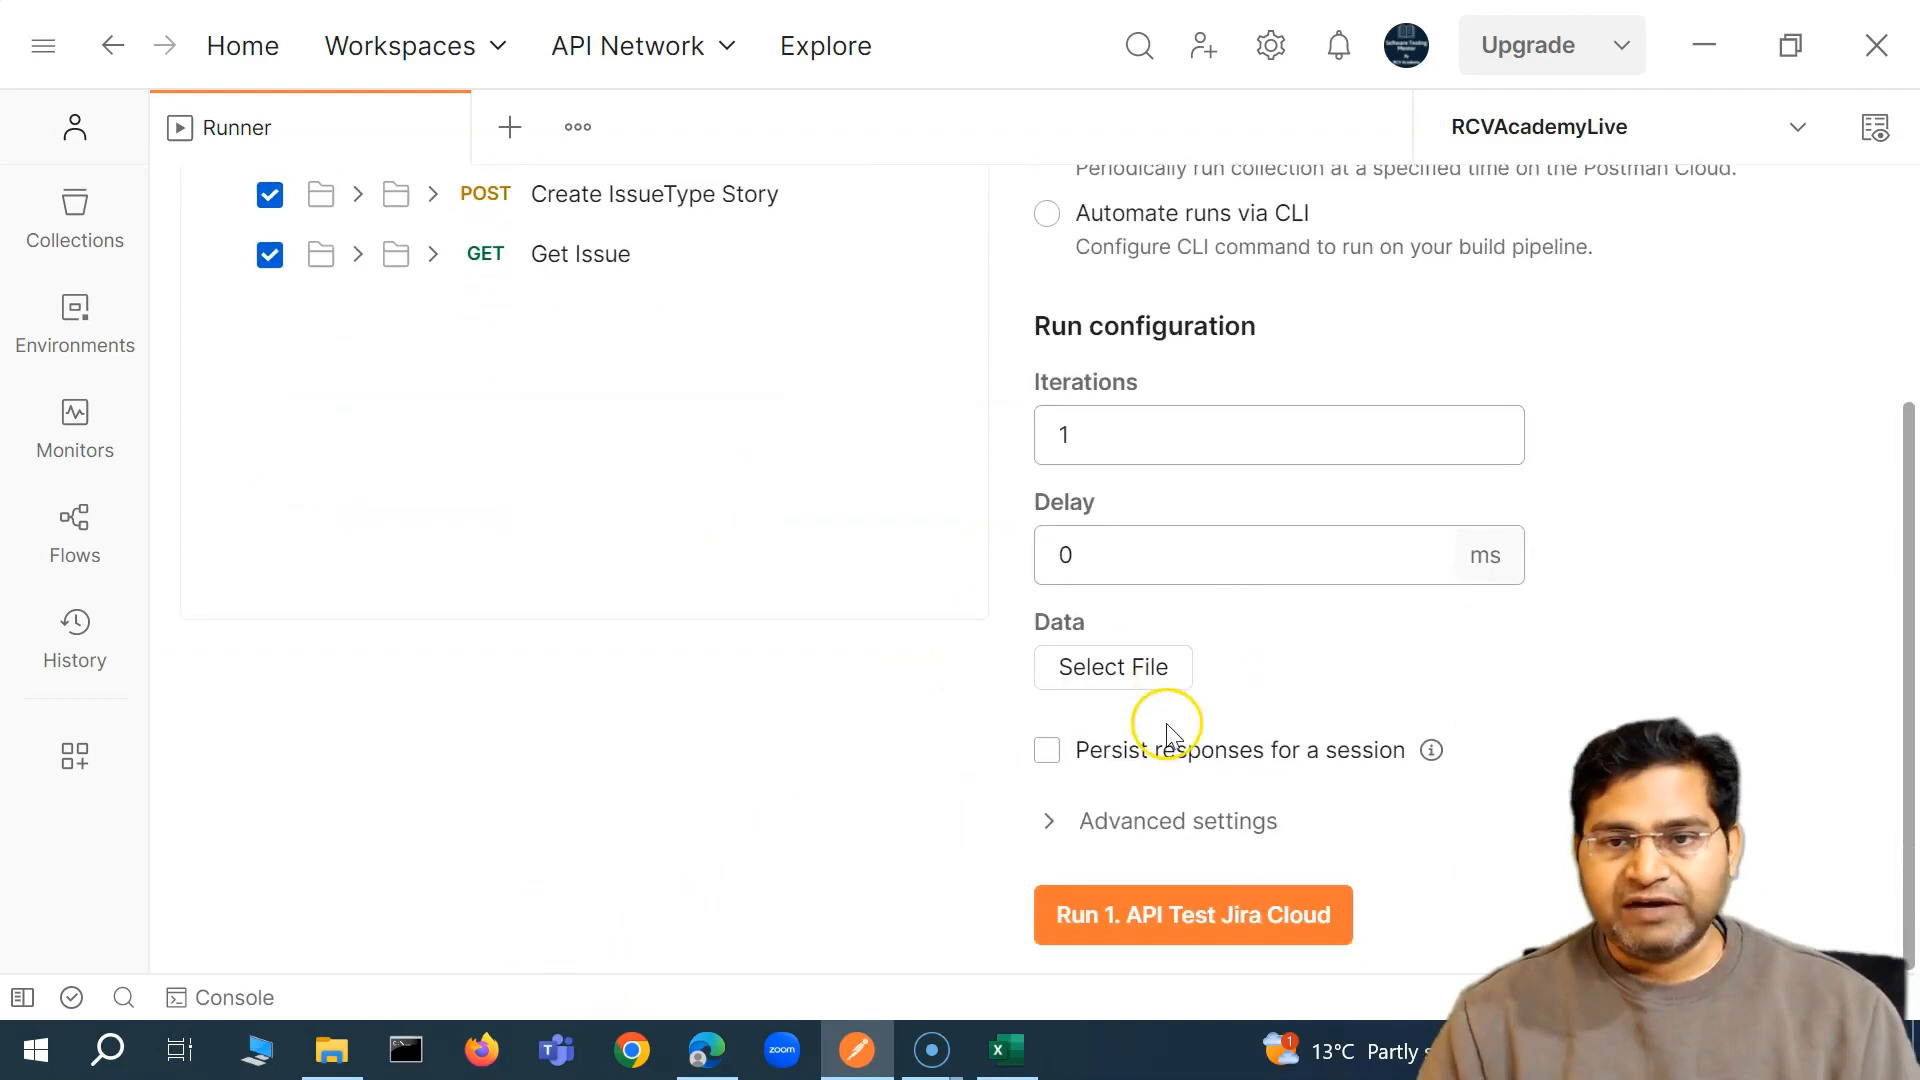 Home Workspaces API Network Explore Upgrade
Runner
RCVAcademyLive
Collections
Environments
Monitors
Flows
History
POST Create IssueType Story
GET Get Issue
Periodically run collection at a specified time on the Postman Cloud.
Automate runs via CLI
Configure CLI command to run on your build pipeline.
Run configuration
Iterations
1
Delay
0 ms
Data
Select File
Persist responses for a session
Advanced settings
Run 1. API Test Jira Cloud
Console
zoom
1 13°C Partly